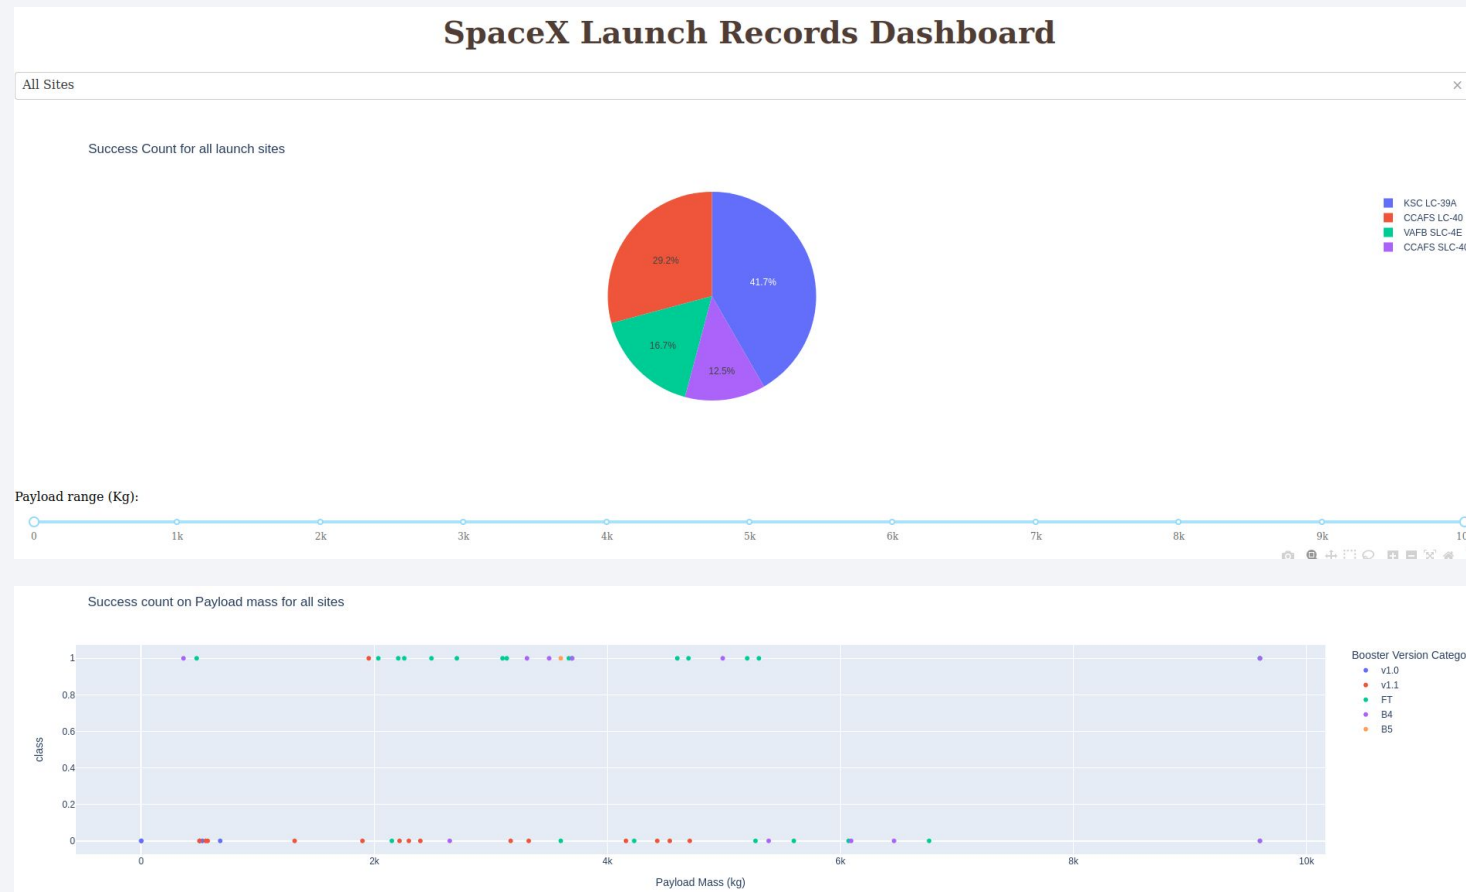 SpaceX Launch Records Dashboard
All Sites ×
Success Count for all launch sites
KSC LC-39A
CCAFS LC-40
VAFB SLC-4E
CCAFS SLC-40
29.2%
41.7%
16.7%
12.5%
Payload range (Kg):
0 1k 2k 3k 4k 5k 6k 7k 8k 9k 10
Success count on Payload mass for all sites
Booster Version Catego
v1.0
v1.1
FT
B4
B5
class
1
0.8
0.6
0.4
0.2
0
0 2k 4k 6k 8k 10k
Payload Mass (kg)